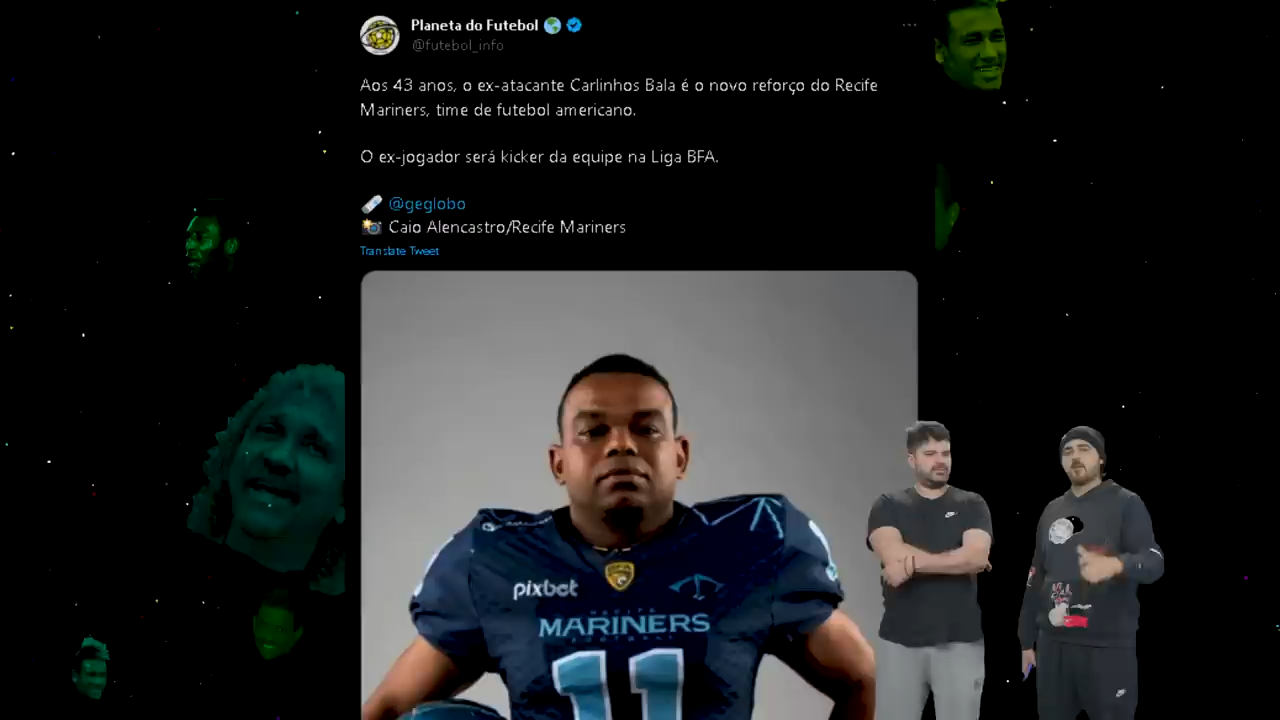 Planeta do Futebol
@futebol_info
Aos 43 anos, o ex-atacante Carlinhos Bala é o novo reforço do Recife
Mariners, time de futebol americano.
O ex-jogador será kicker da equipe na Liga BFA.
@geglobo
Caio Alencastro/Recife Mariners
Translate Tweet
pixbet
RECIFE
MARINERS
FOOTBALL
11